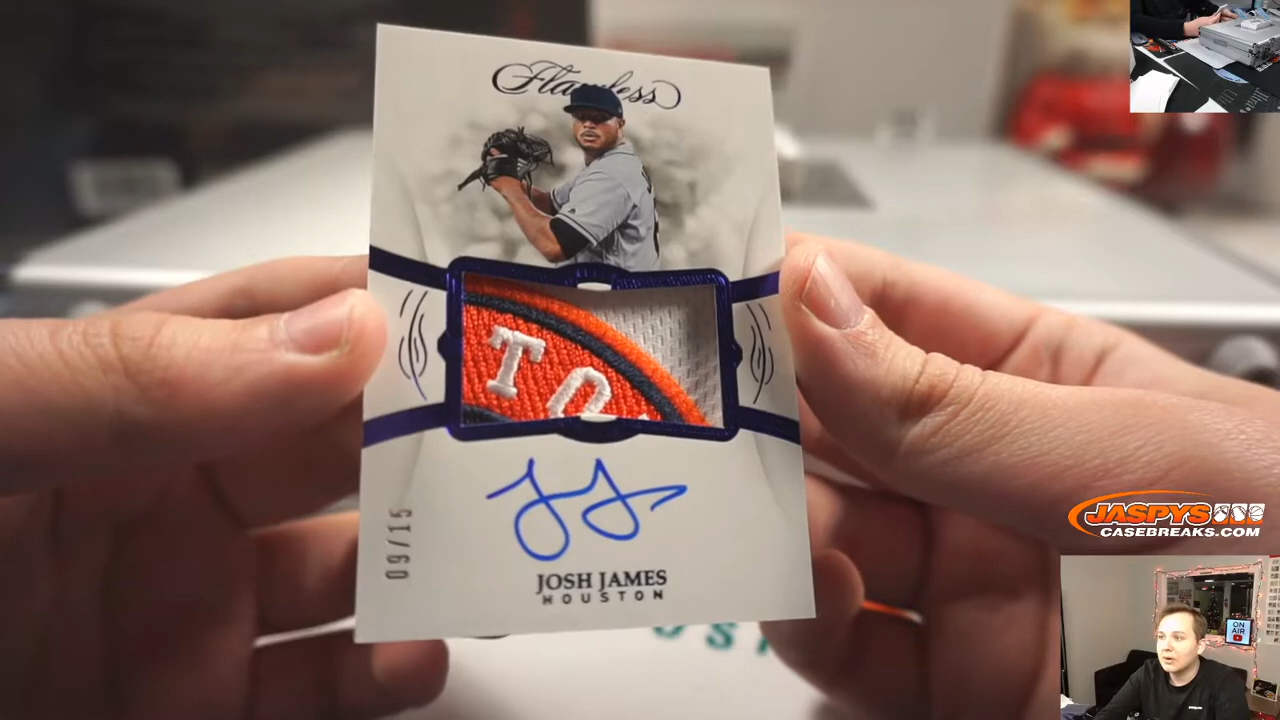 Flawless
TO
09/15
JOSH JAMES
HOUSTON
JASPYS
CASEBREAKS.COM
ON
AIR